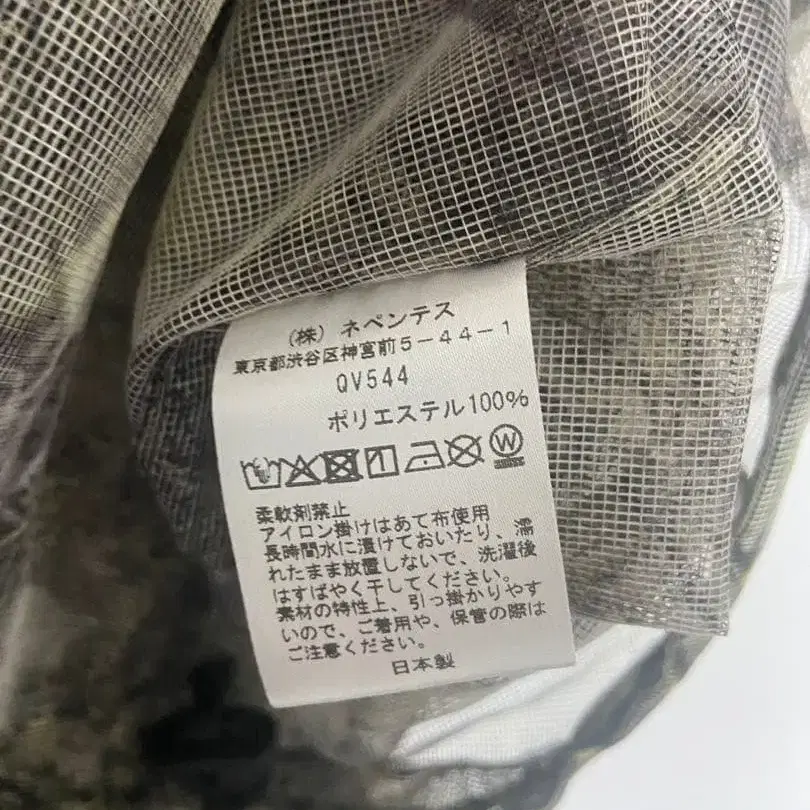 (株) ネペンテス
東京都渋谷区神宮前5-44-1
QV544
ポリエステル100%
W
柔軟剤禁止
アイロン掛けはあて布使用
長時間水に漬けておいたり、濡
れたまま放置しないで、洗濯後
はすばやく干してください。
素材の特性上、引っ掛かりやす
いので、ご着用や、保管の際は
ご注意ください。
日本製